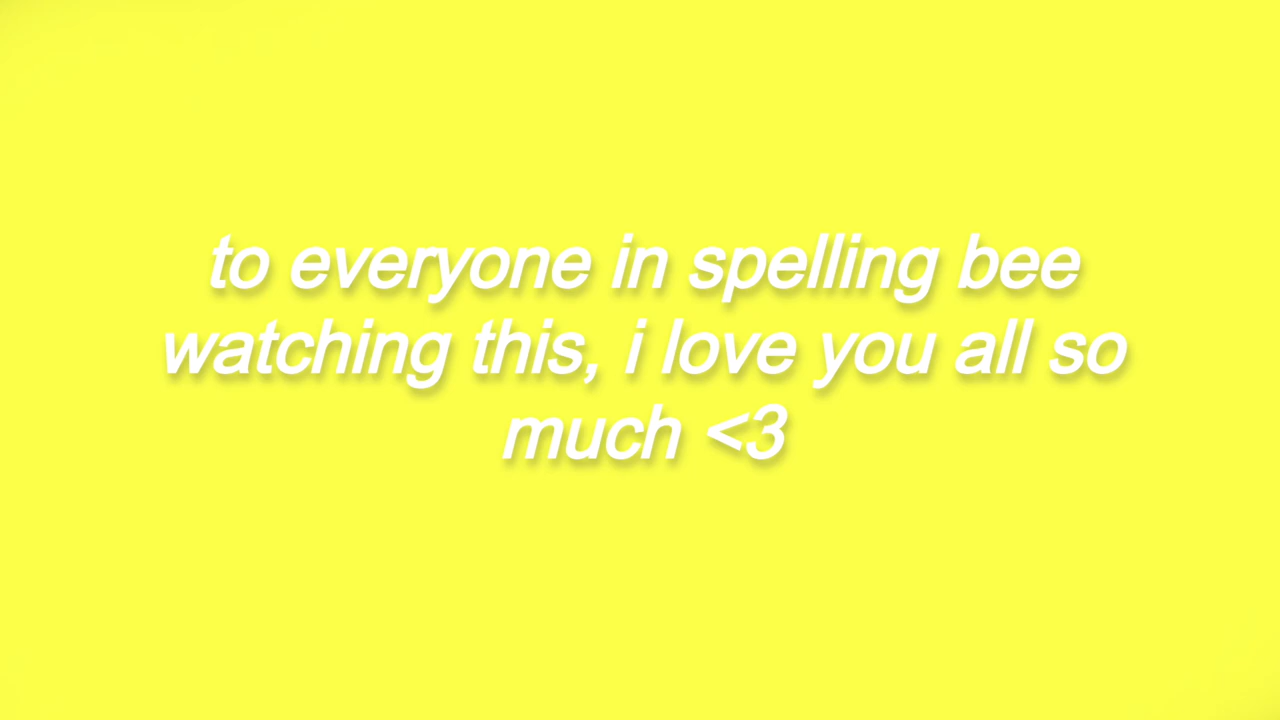 to everyone in spelling bee
watching this, i love you all so
much <3